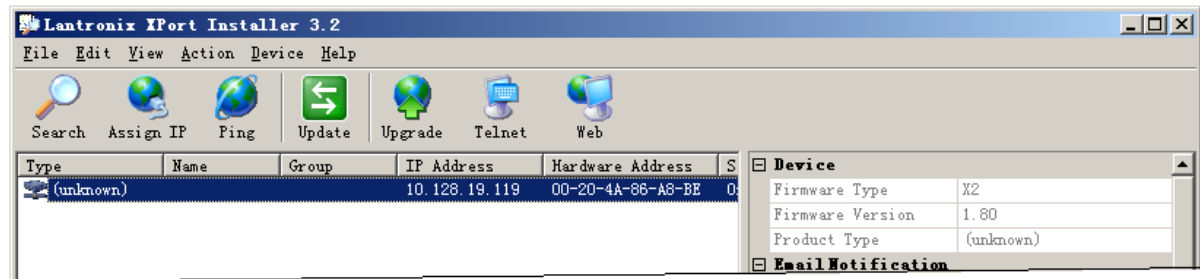 Lantronix XPort Installer 3.2
File Edit View Action Device Help
Search Assign IP Ping Update Upgrade Telnet Web
Type Name Group IP Address Hardware Address S
(unknown) 10.128.19.119 00-20-4A-86-A8-BE 0
Device
Firmware Type X2
Firmware Version 1.80
Product Type (unknown)
EmailNotification